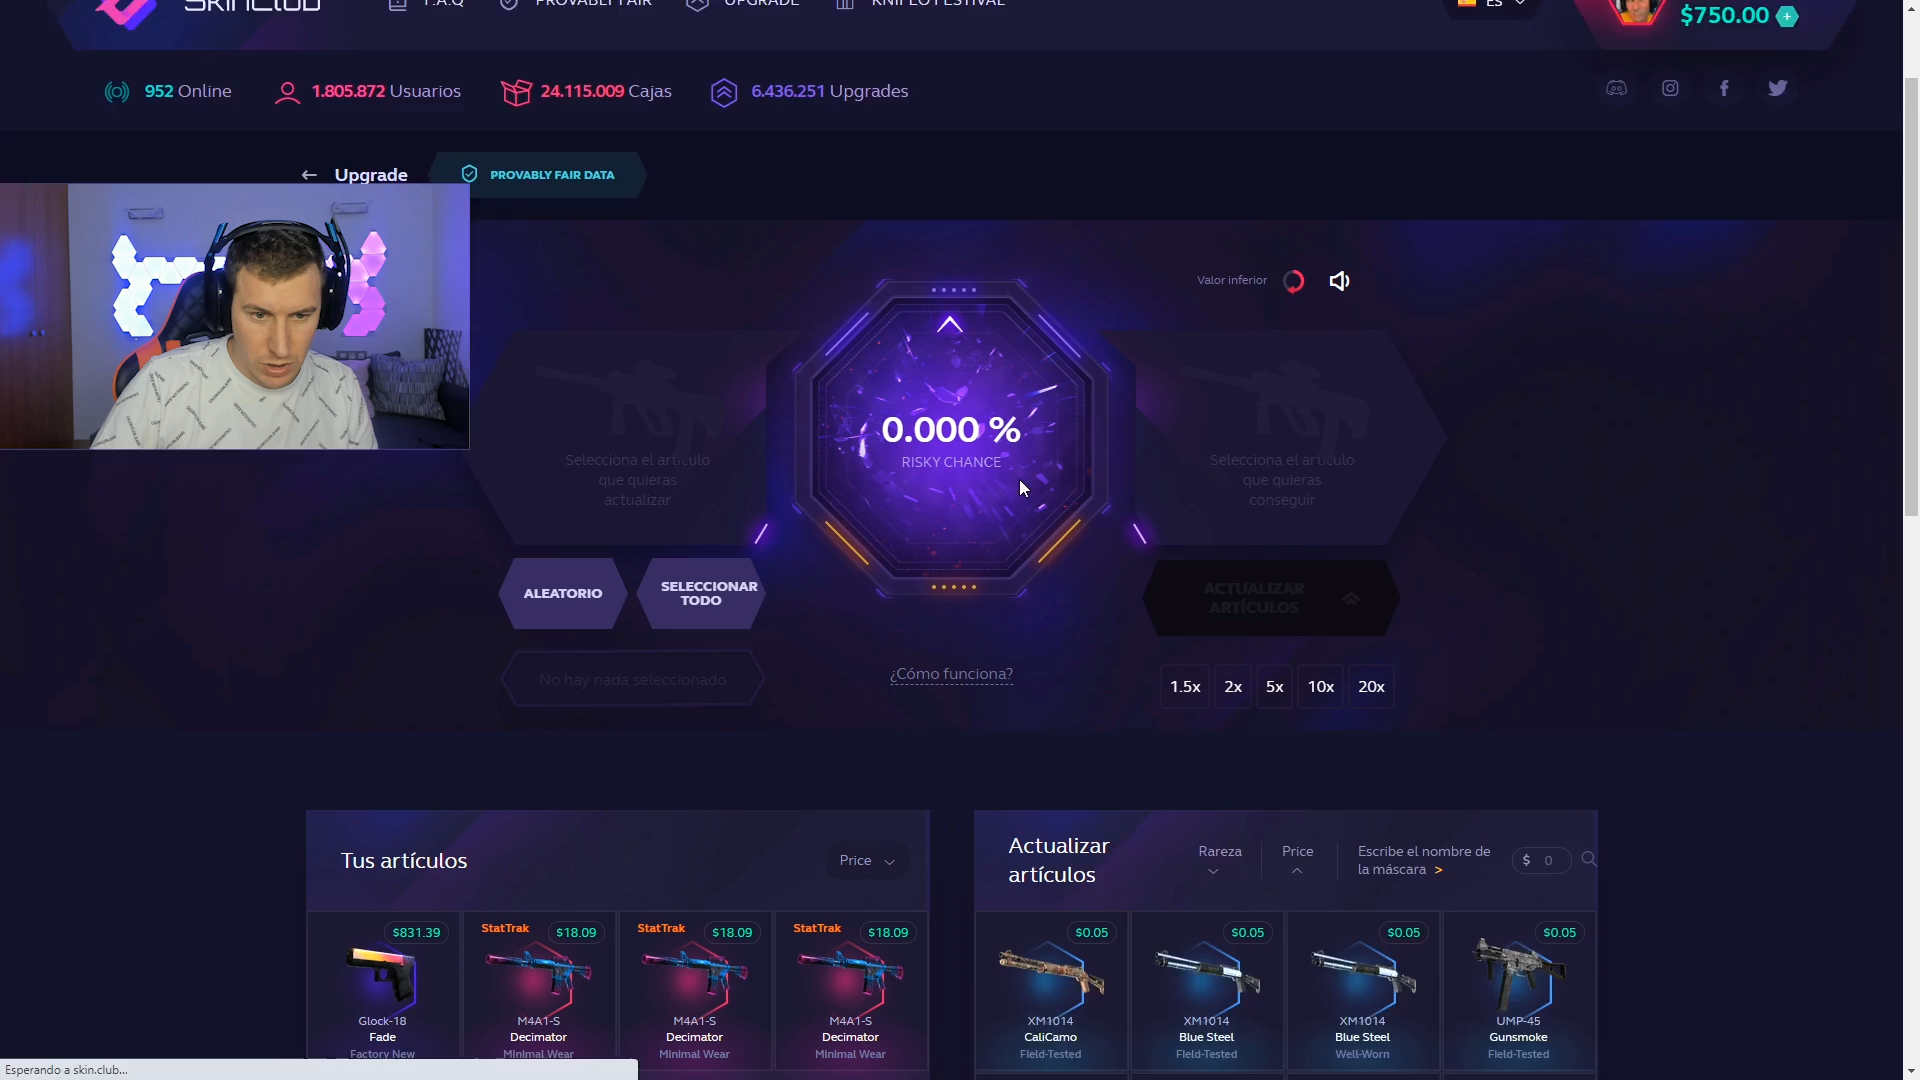 SkinClub
F.A.Q
PROVABLY FAIR
UPGRADE
KNIFEO FESTIVAL
ES
$750.00
952 Online
1.805.872 Usuarios
24.115.009 Cajas
6.436.251 Upgrades
Upgrade
PROVABLY FAIR DATA
Valor inferior
0.000 %
RISKY CHANCE
Selecciona el artículo
que quieras
actualizar
Selecciona el artículo
que quieras
conseguir
ALEATORIO
SELECCIONAR
TODO
ACTUALIZAR
ARTÍCULOS
No hay nada seleccionado
¿Cómo funciona?
1.5x
2x
5x
10x
20x
Tus artículos
Price
Actualizar
artículos
Rareza
Price
Escribe el nombre de
la máscara >
$ 0
$831.39
Glock-18
Fade
Factory New
StatTrak
$18.09
M4A1-S
Decimator
Minimal Wear
StatTrak
$18.09
M4A1-S
Decimator
Minimal Wear
StatTrak
$18.09
M4A1-S
Decimator
Minimal Wear
$0.05
XM1014
CaliCamo
Field-Tested
$0.05
XM1014
Blue Steel
Field-Tested
$0.05
XM1014
Blue Steel
Well-Worn
$0.05
UMP-45
Gunsmoke
Field-Tested
Esperando a skin.club...